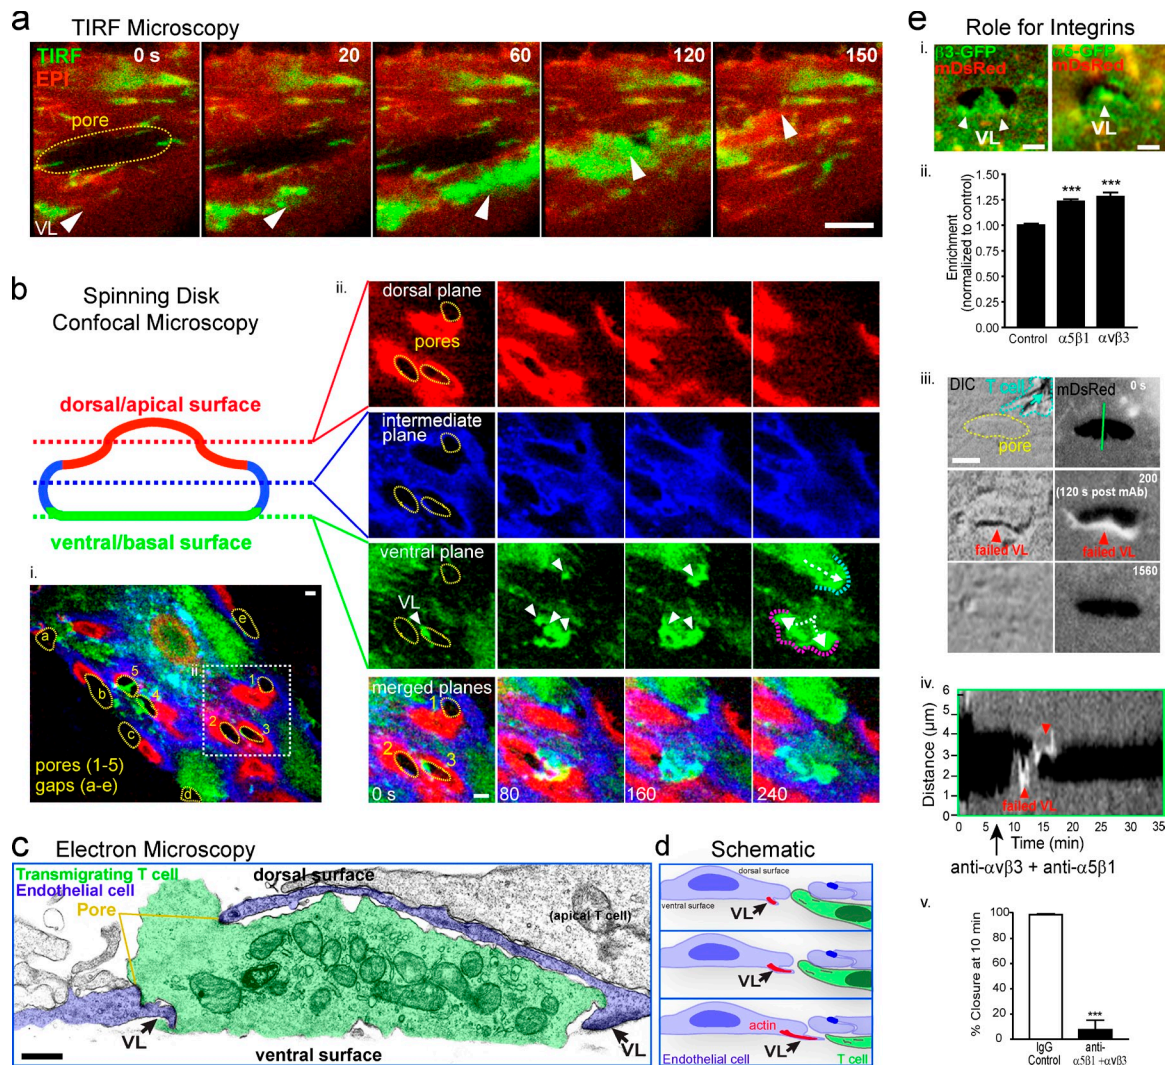 a
TIRF Microscopy
TIRF
EPI
0 s
20
60
120
150
pore
VL
b
Spinning Disk
Confocal Microscopy
dorsal/apical surface
ventral/basal surface
i.
a
b
c
d
e
1
2
3
4
5
ii
pores (1-5)
gaps (a-e)
ii.
dorsal plane
pores
intermediate
plane
ventral plane
VL
merged planes
1
2
3
0 s
80
160
240
c
Electron Microscopy
Transmigrating T cell
Endothelial cell
Pore
dorsal surface
(apical T cell)
VL
ventral surface
VL
d
Schematic
dorsal surface
ventral surface
VL
VL
actin
VL
Endothelial cell
T cell
e
Role for Integrins
i.
β3-GFP
mDsRed
VL
α5-GFP
mDsRed
VL
ii.
Enrichment
(normalized to control)
1.50
1.25
1.00
0.75
0.50
0.25
0.00
***
***
Control
α5β1
αvβ3
iii.
DIC
T cell
pore
mDsRed
0 s
failed VL
200
(120 s post mAb)
failed VL
1560
iv.
Distance (μm)
6
5
4
3
2
1
0
failed VL
0 5 10 15 20 25 30 35
Time (min)
anti-αvβ3 + anti-α5β1
v.
% Closure at 10 min
100
80
60
40
20
0
***
IgG
Control
anti-
α5β1 +αvβ3